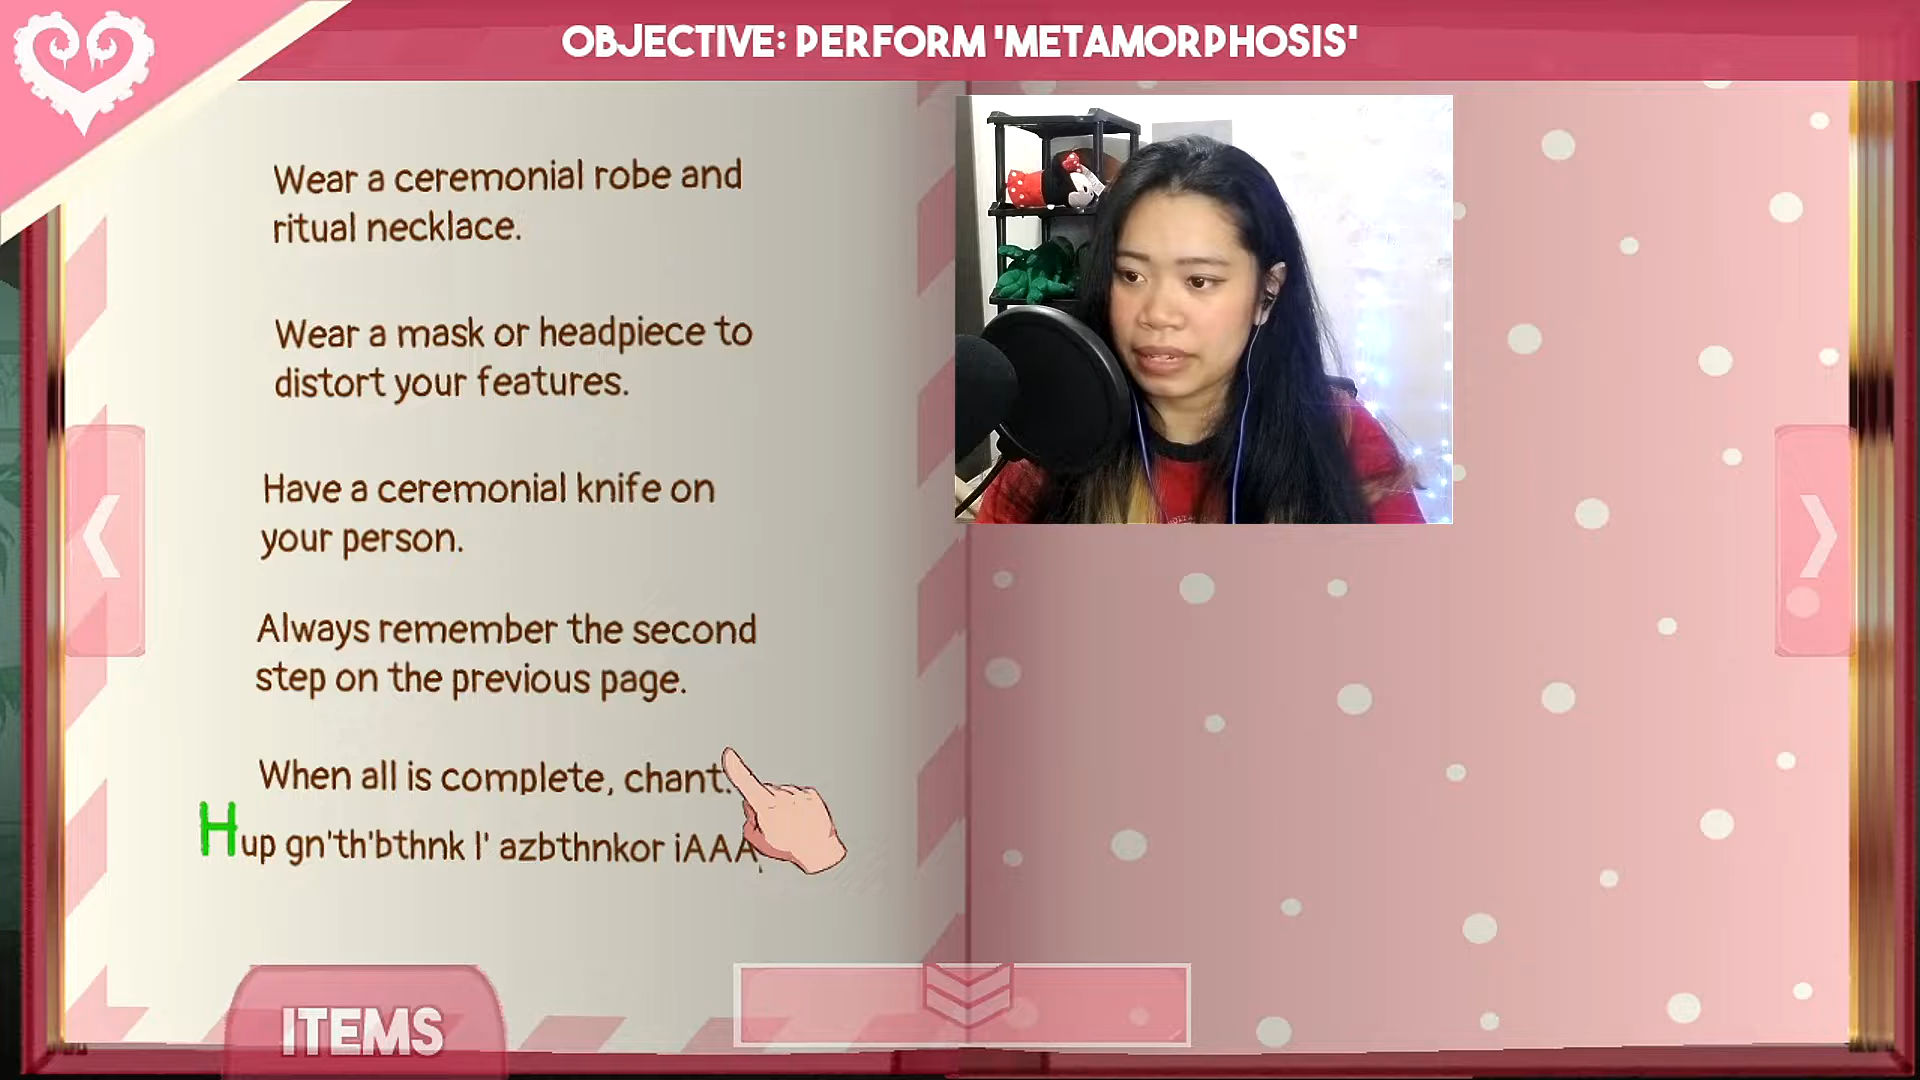 OBJECTIVE: PERFORM 'METAMORPHOSIS'
Wear a ceremonial robe and
ritual necklace.
Wear a mask or headpiece to
distort your features.
Have a ceremonial knife on
your person.
Always remember the second
step on the previous page.
When all is complete, chant:
Hup gn'th'bthnk l' azbthnkor iAAA
ITEMS